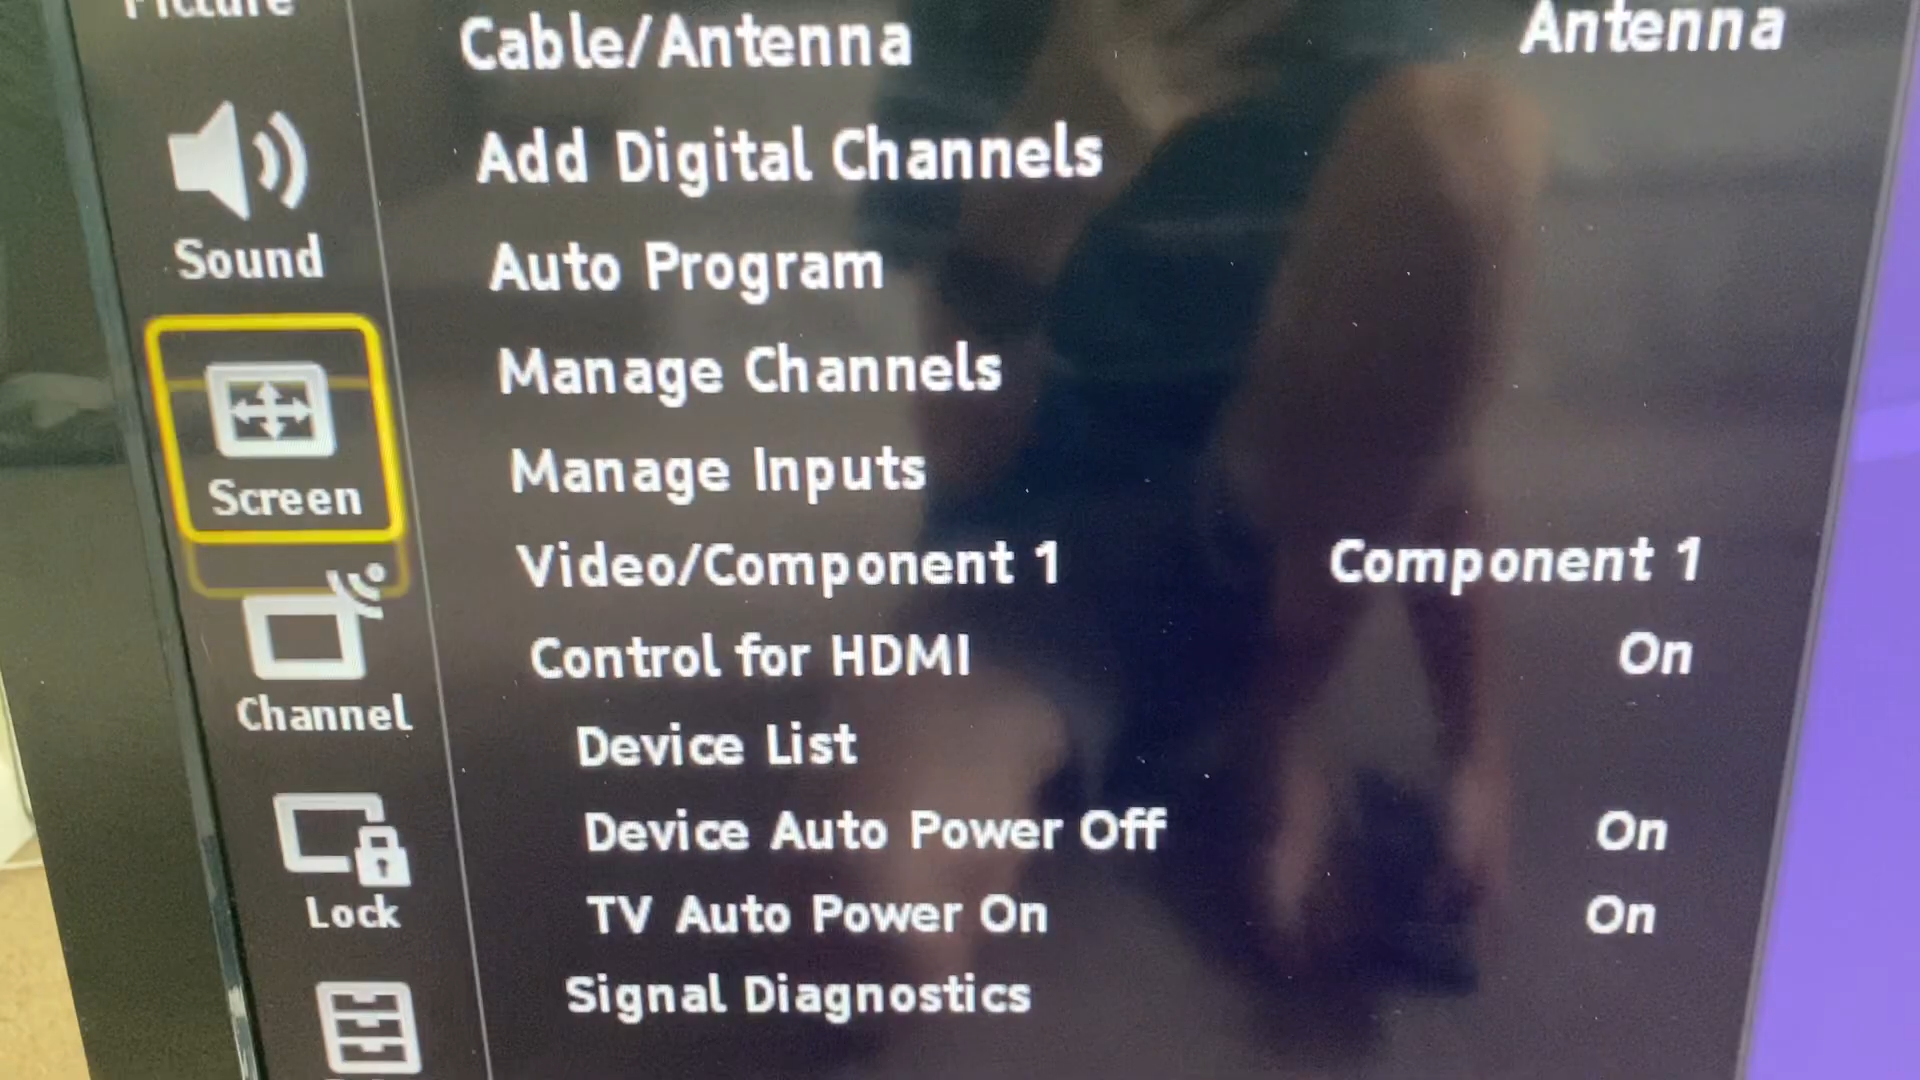 Picture
Sound
Screen
Channel
Lock
Cable/Antenna Antenna
Add Digital Channels
Auto Program
Manage Channels
Manage Inputs
Video/Component 1 Component 1
Control for HDMI On
Device List
Device Auto Power Off On
TV Auto Power On On
Signal Diagnostics